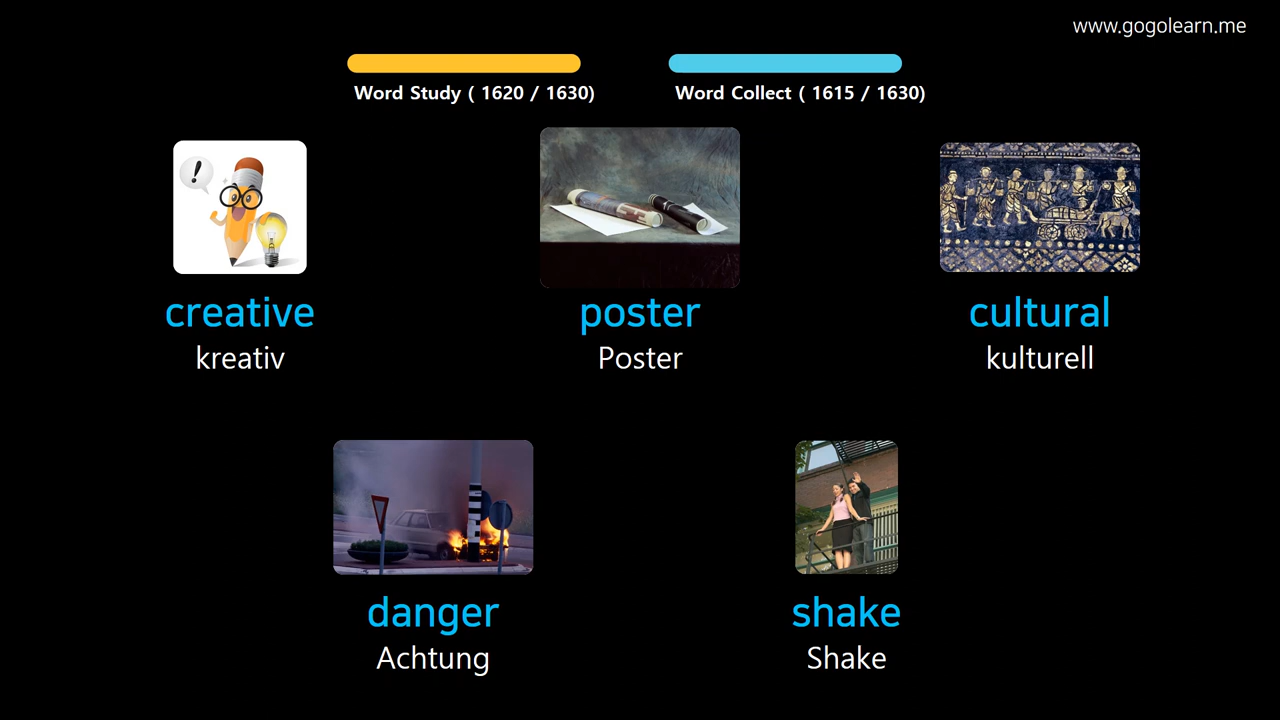 www.gogolearn.me
Word Study ( 1620 / 1630)
Word Collect ( 1615 / 1630)
!
creative
poster
cultural
kreativ
Poster
kulturell
danger
shake
Achtung
Shake